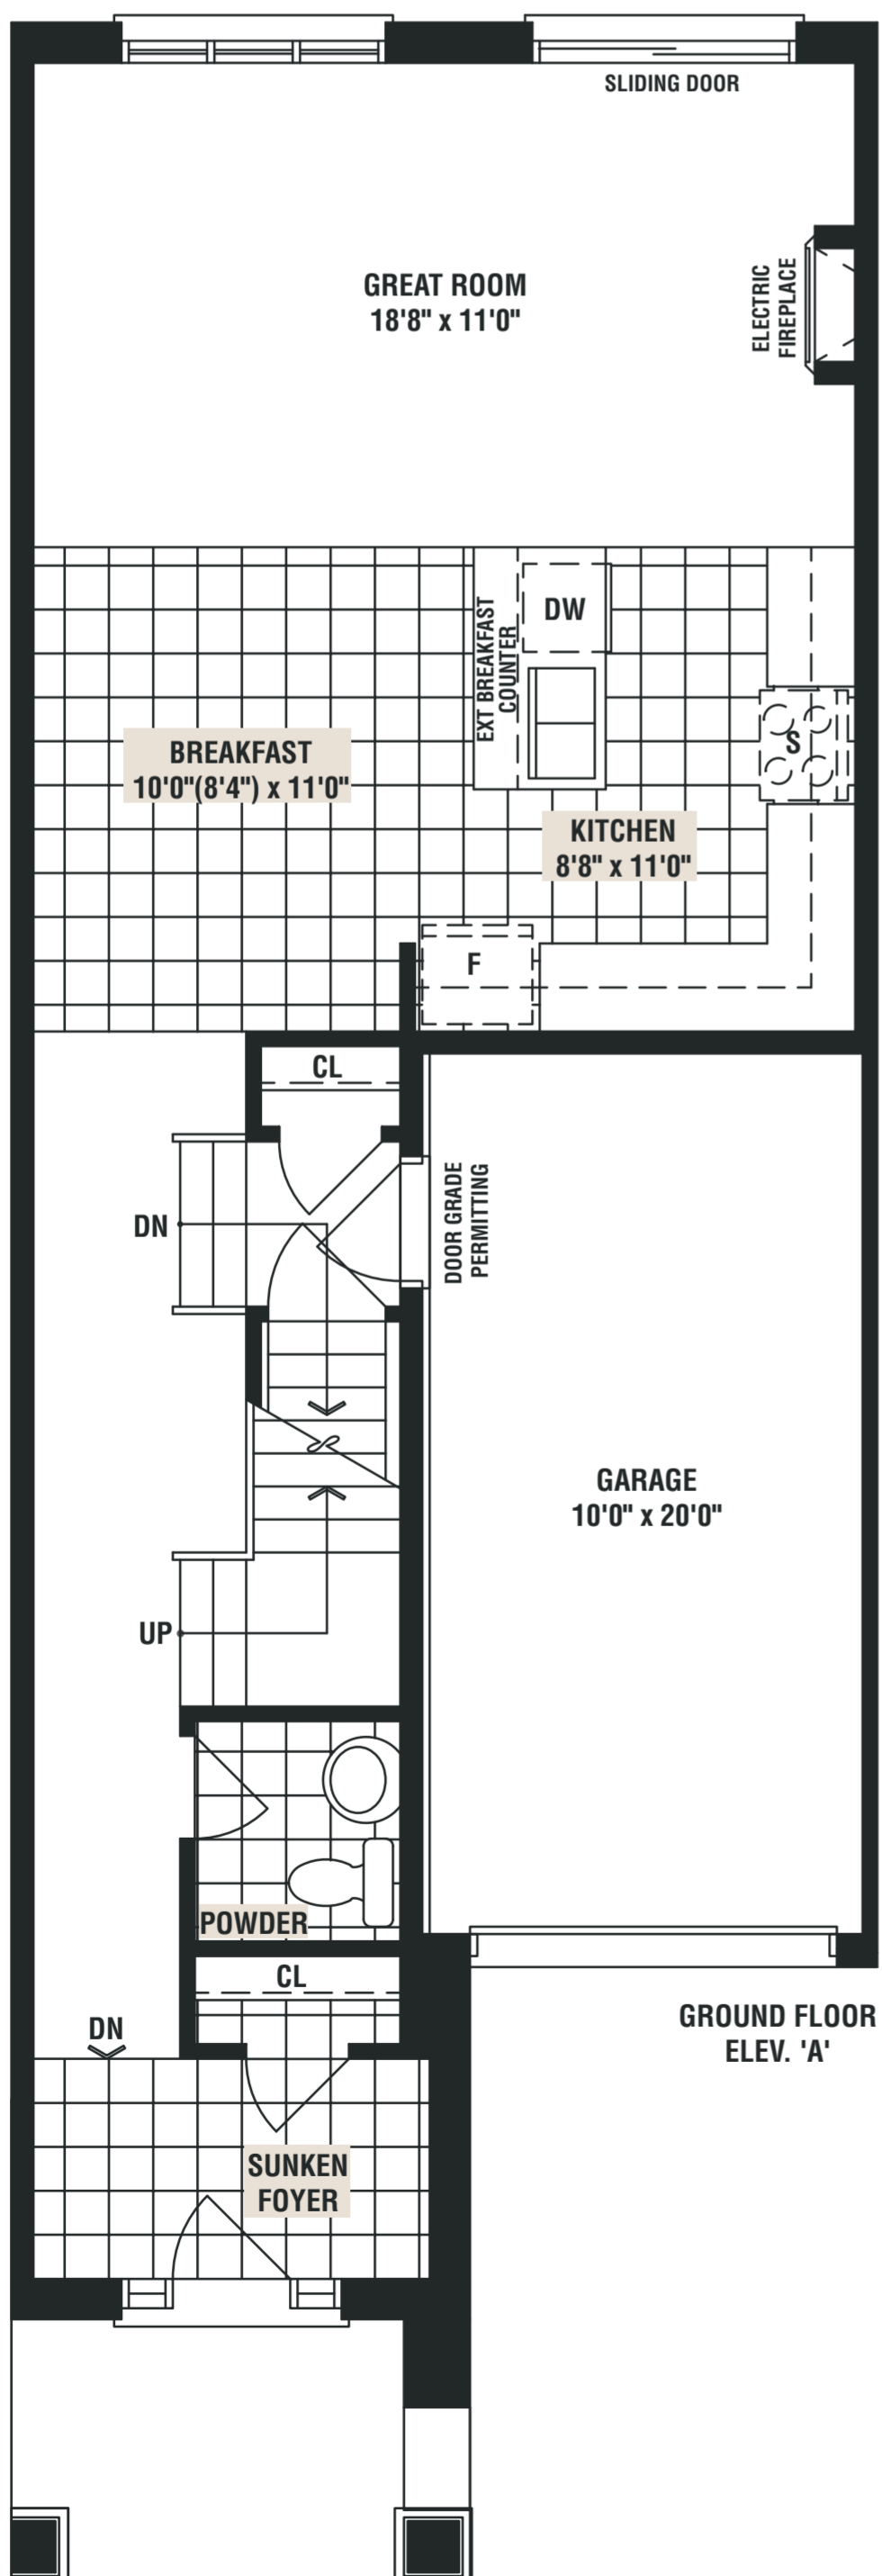 SLIDING DOOR
GREAT ROOM
18'8" x 11'0"
ELECTRIC
FIREPLACE
DW
EXT BREAKFAST
COUNTER
S
BREAKFAST
10'0"(8'4") x 11'0"
KITCHEN
8'8" x 11'0"
F
CL
DN
DOOR GRADE
PERMITTING
GARAGE
10'0" x 20'0"
UP
POWDER
CL
GROUND FLOOR
ELEV. 'A'
DN
SUNKEN
FOYER